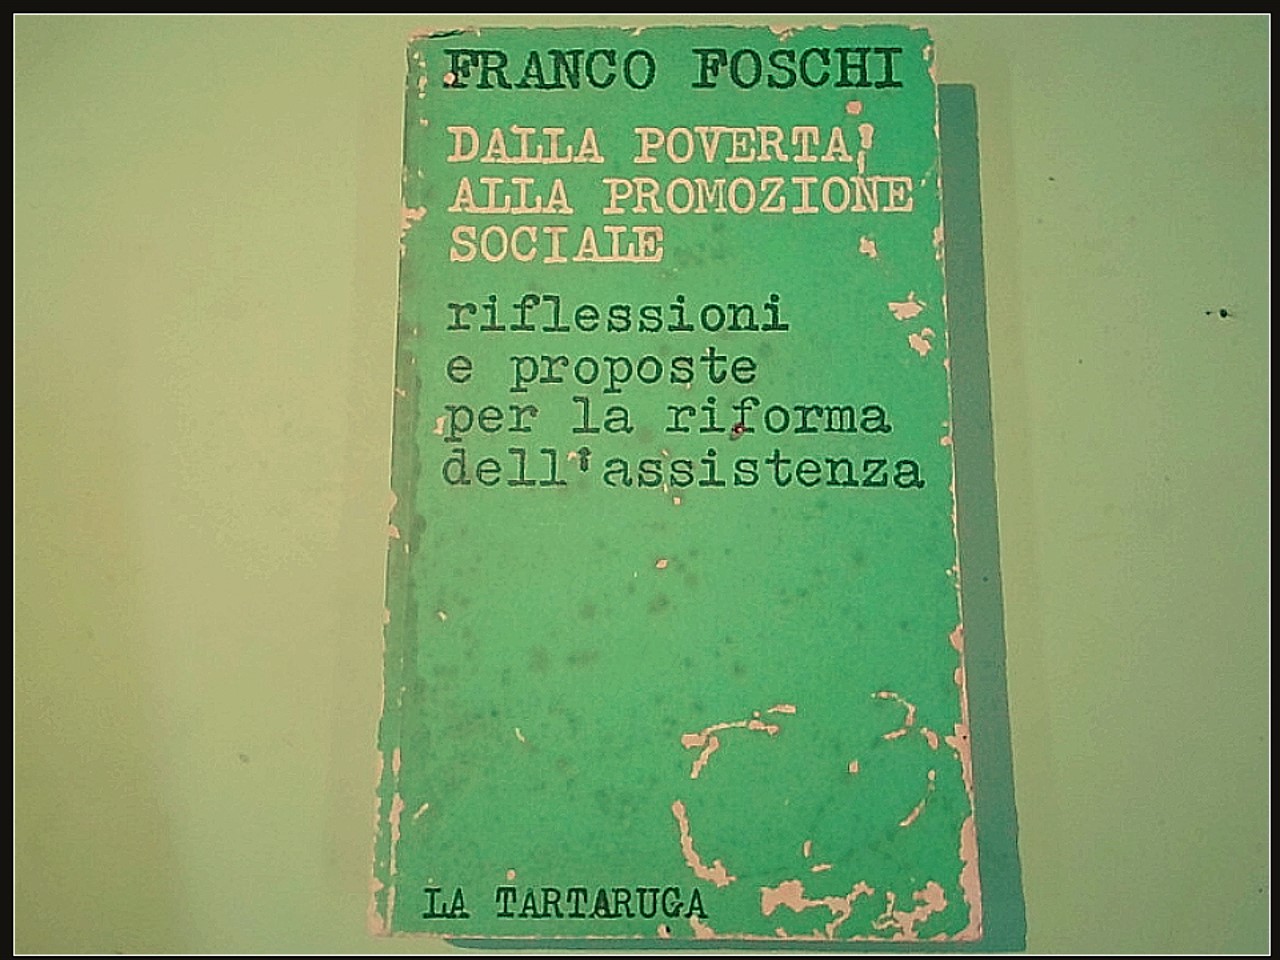 FRANCO FOSCHI
DALLA POVERTA'
ALLA PROMOZIONE
SOCIALE
riflessioni
e proposte
per la riforma
dell'assistenza
LA TARTARUGA